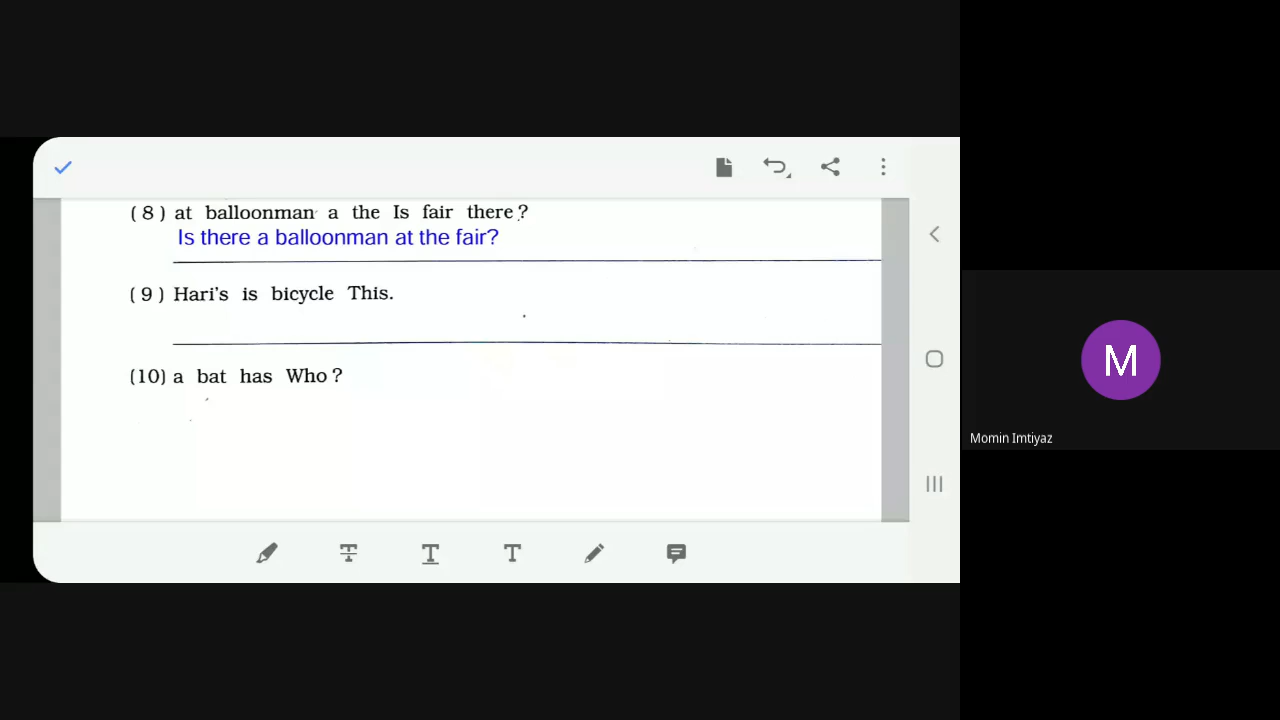 (8) at balloonman a the Is fair there?
Is there a balloonman at the fair?
(9) Hari's is bicycle This.
(10) a bat has Who?
M
Momin Imtiyaz